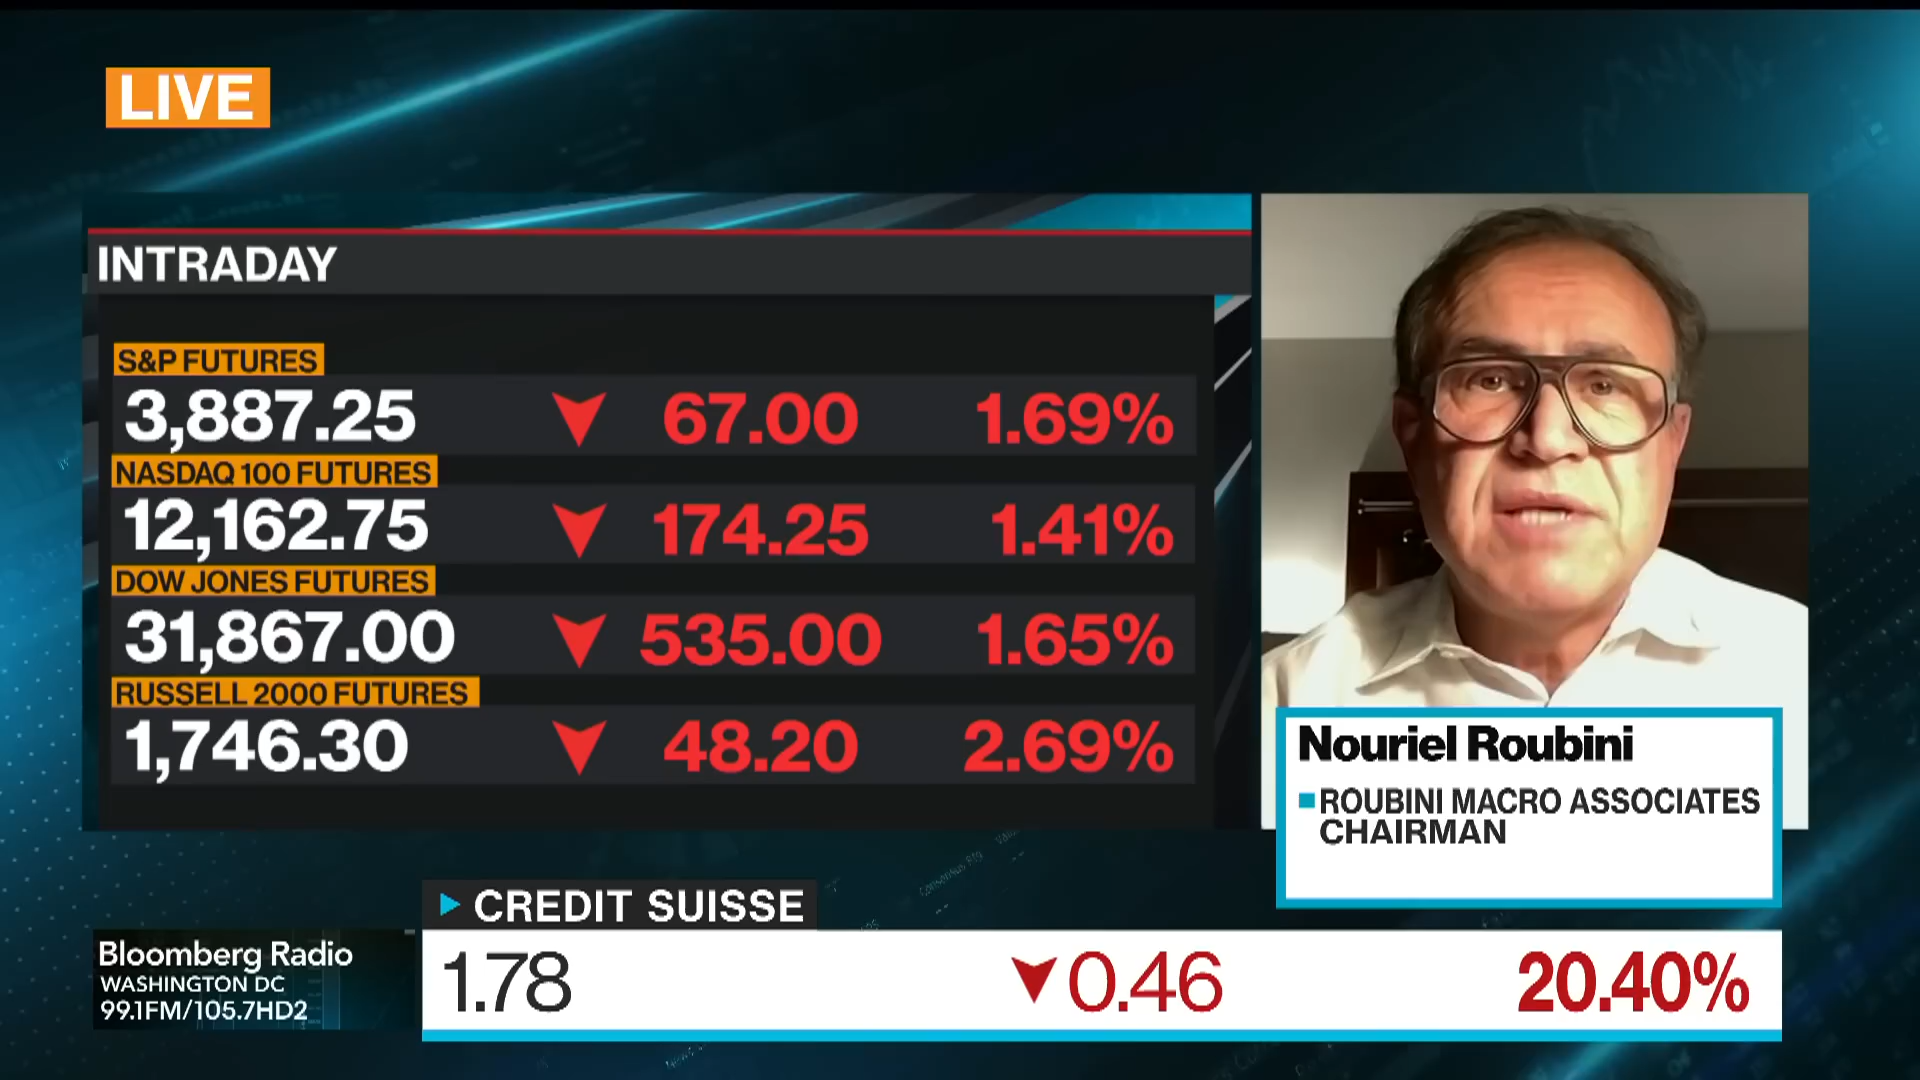 LIVE
INTRADAY
S&P FUTURES
3,887.25 67.00 1.69%
NASDAQ 100 FUTURES
12,162.75 174.25 1.41%
DOW JONES FUTURES
31,867.00 535.00 1.65%
RUSSELL 2000 FUTURES
1,746.30 48.20 2.69%
Nouriel Roubini
ROUBINI MACRO ASSOCIATES
CHAIRMAN
CREDIT SUISSE
1.78 0.46 20.40%
Bloomberg Radio
WASHINGTON DC
99.1FM/105.7HD2